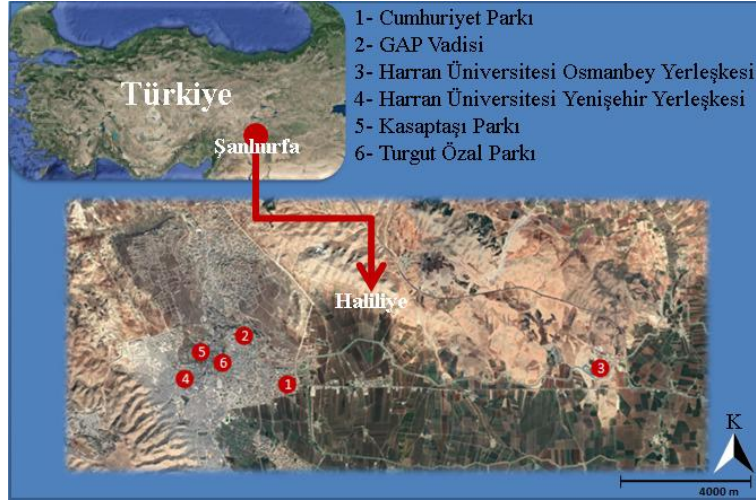 Türkiye
Şanlıurfa
1- Cumhuriyet Parkı
2- GAP Vadisi
3- Harran Üniversitesi Osmanbey Yerleşkesi
4- Harran Üniversitesi Yenişehir Yerleşkesi
5- Kasaptaşı Parkı
6- Turgut Özal Parkı
Haliliye
2
5
6
3
4
1
K
4000 m